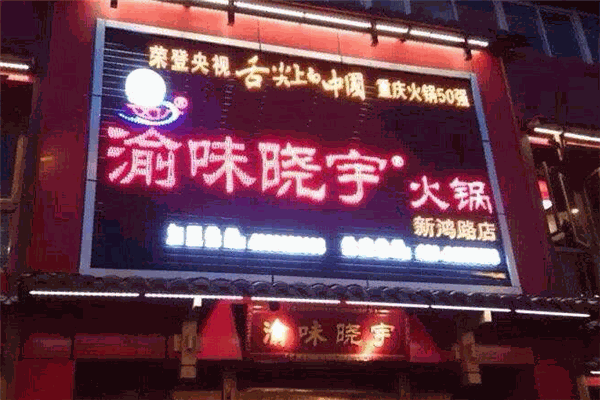 荣登央视 舌尖上的中國 重庆火锅50强
渝味晓宇® 火锅
新鸿路店
渝味晓宇